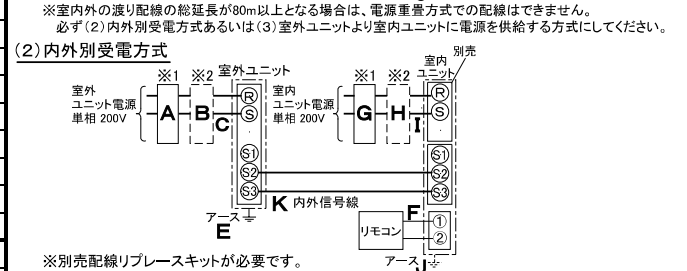 ※室内外の渡り配線の総延長が80m以上となる場合は、電源重畳方式での配線はできません。
必ず(2)内外別受電方式あるいは(3)室外ユニットより室内ユニットに電源を供給する方式にしてください。
(2)内外別受電方式
別売
※1 ※2 室外ユニット ※1 ※2 室内
ユニット
室外
ユニット電源
単相 200V
A B C
R
S
S1
S2
S3
室内
ユニット電源
単相 200V
G H I
R
S
S1
S2
S3
K 内外信号線
アース
E
リモコン
F
①
②
アース
J
※別売配線リプレースキットが必要です。